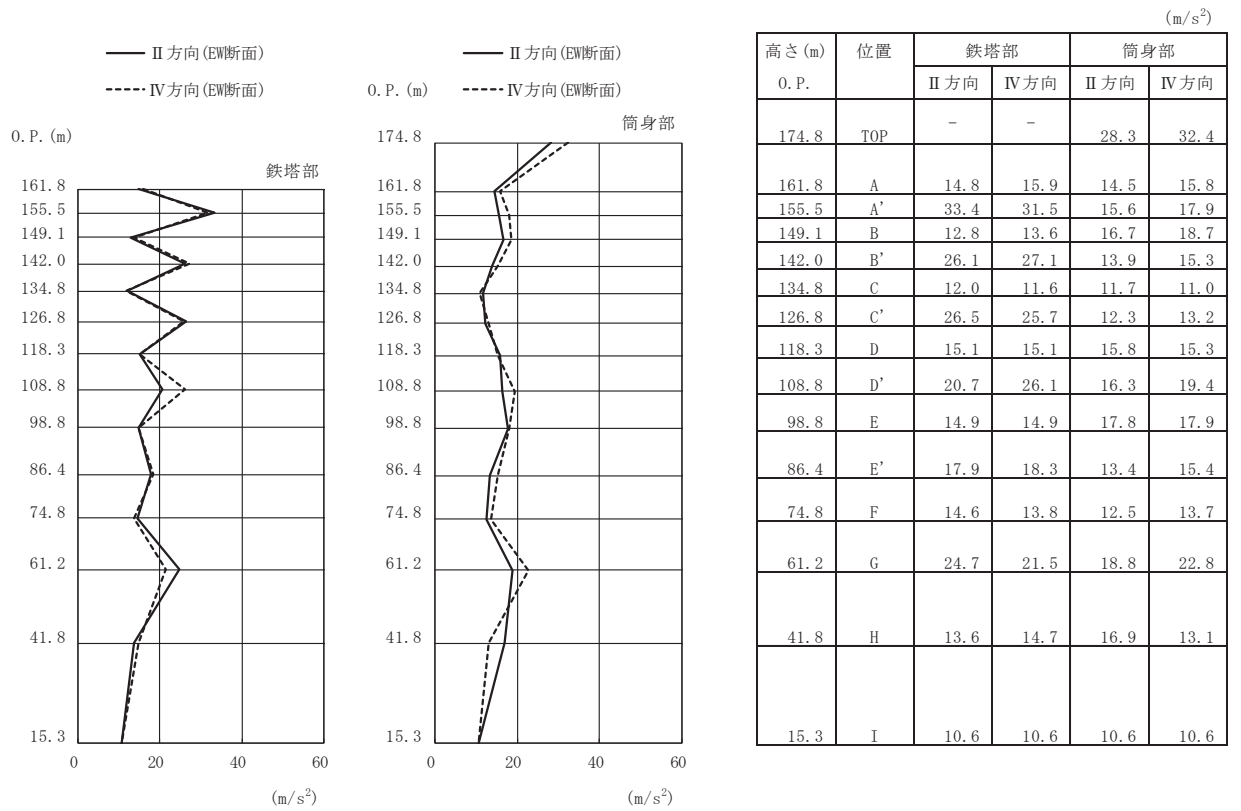 Ⅱ方向(EW断面)
Ⅳ方向(EW断面)
O.P.(m)
鉄塔部
161.8
155.5
149.1
142.0
134.8
126.8
118.3
108.8
98.8
86.4
74.8
61.2
41.8
15.3
0 20 40 60
(m/s²)
Ⅱ方向(EW断面)
Ⅳ方向(EW断面)
O.P.(m)
筒身部
174.8
161.8
155.5
149.1
142.0
134.8
126.8
118.3
108.8
98.8
86.4
74.8
61.2
41.8
15.3
0 20 40 60
(m/s²)
(m/s²)
高さ(m) 位置 鉄塔部 筒身部
O.P. Ⅱ方向 Ⅳ方向 Ⅱ方向 Ⅳ方向
174.8 TOP - - 28.3 32.4
161.8 A 14.8 15.9 14.5 15.8
155.5 A' 33.4 31.5 15.6 17.9
149.1 B 12.8 13.6 16.7 18.7
142.0 B' 26.1 27.1 13.9 15.3
134.8 C 12.0 11.6 11.7 11.0
126.8 C' 26.5 25.7 12.3 13.2
118.3 D 15.1 15.1 15.8 15.3
108.8 D' 20.7 26.1 16.3 19.4
98.8 E 14.9 14.9 17.8 17.9
86.4 E' 17.9 18.3 13.4 15.4
74.8 F 14.6 13.8 12.5 13.7
61.2 G 24.7 21.5 18.8 22.8
41.8 H 13.6 14.7 16.9 13.1
15.3 I 10.6 10.6 10.6 10.6